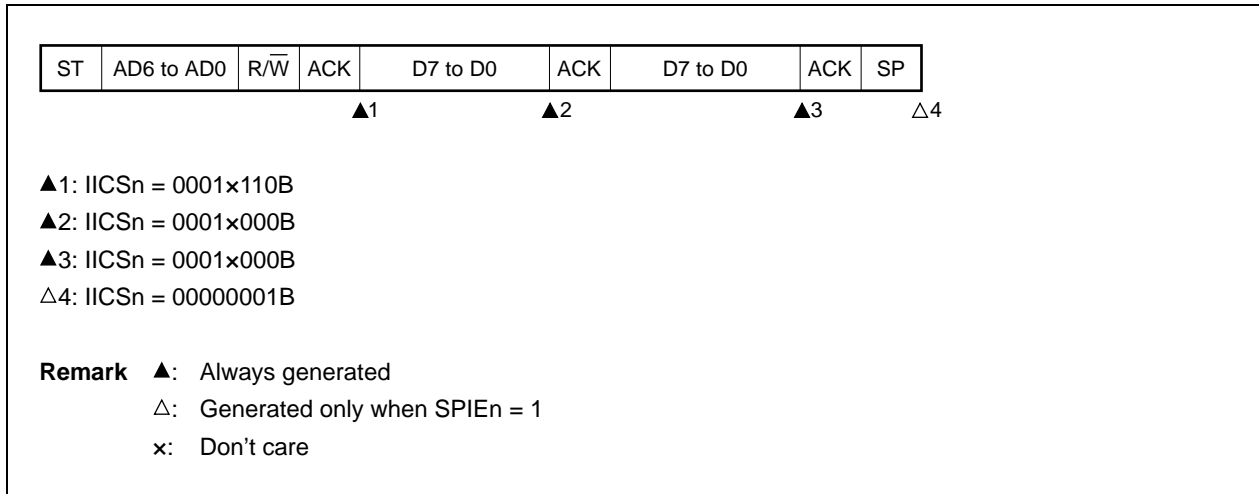 ST AD6 to AD0 R/W̅ ACK D7 to D0 ACK D7 to D0 ACK SP
▲1 ▲2 ▲3 △4
▲1: IICSn = 0001×110B
▲2: IICSn = 0001×000B
▲3: IICSn = 0001×000B
△4: IICSn = 00000001B
Remark ▲: Always generated
△: Generated only when SPIEn = 1
×: Don't care